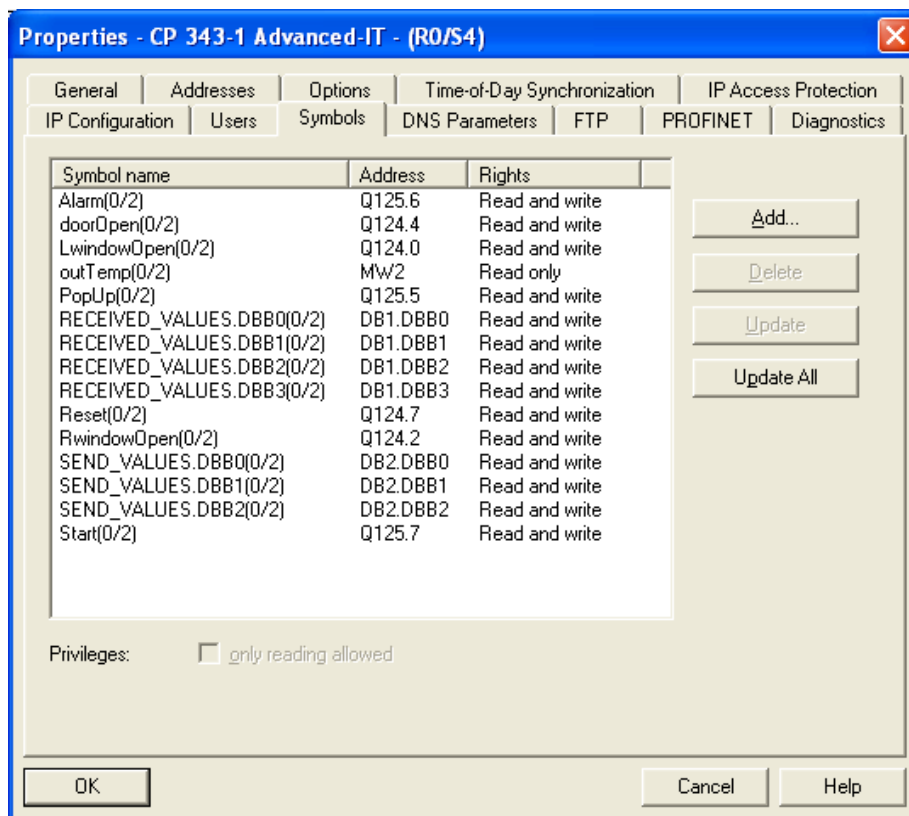 Properties - CP 343-1 Advanced-IT - (R0/S4)
General Addresses Options Time-of-Day Synchronization IP Access Protection
IP Configuration Users Symbols DNS Parameters FTP PROFINET Diagnostics
Symbol name Address Rights
Alarm(0/2) Q125.6 Read and write
doorOpen(0/2) Q124.4 Read and write
LwindowOpen(0/2) Q124.0 Read and write
outTemp(0/2) MW2 Read only
PopUp(0/2) Q125.5 Read and write
RECEIVED_VALUES.DBB0(0/2) DB1.DBB0 Read and write
RECEIVED_VALUES.DBB1(0/2) DB1.DBB1 Read and write
RECEIVED_VALUES.DBB2(0/2) DB1.DBB2 Read and write
RECEIVED_VALUES.DBB3(0/2) DB1.DBB3 Read and write
Reset(0/2) Q124.7 Read and write
RwindowOpen(0/2) Q124.2 Read and write
SEND_VALUES.DBB0(0/2) DB2.DBB0 Read and write
SEND_VALUES.DBB1(0/2) DB2.DBB1 Read and write
SEND_VALUES.DBB2(0/2) DB2.DBB2 Read and write
Start(0/2) Q125.7 Read and write
Add...
Delete
Update
Update All
Privileges: only reading allowed
OK Cancel Help